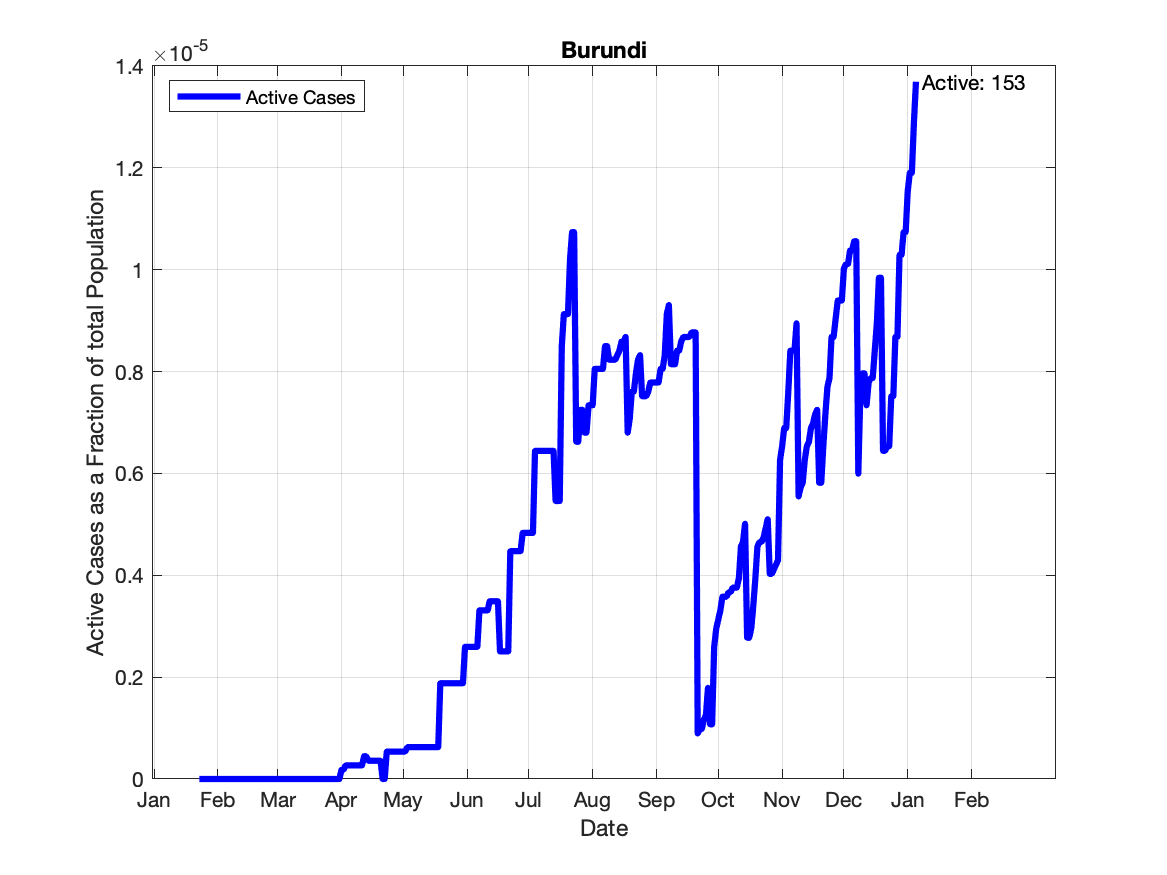 Burundi
×10-5
1.4
1.2
1
0.8
0.6
0.4
0.2
0
Active Cases as a Fraction of total Population
Active Cases
Active: 153
Jan Feb Mar Apr May Jun Jul Aug Sep Oct Nov Dec Jan Feb
Date